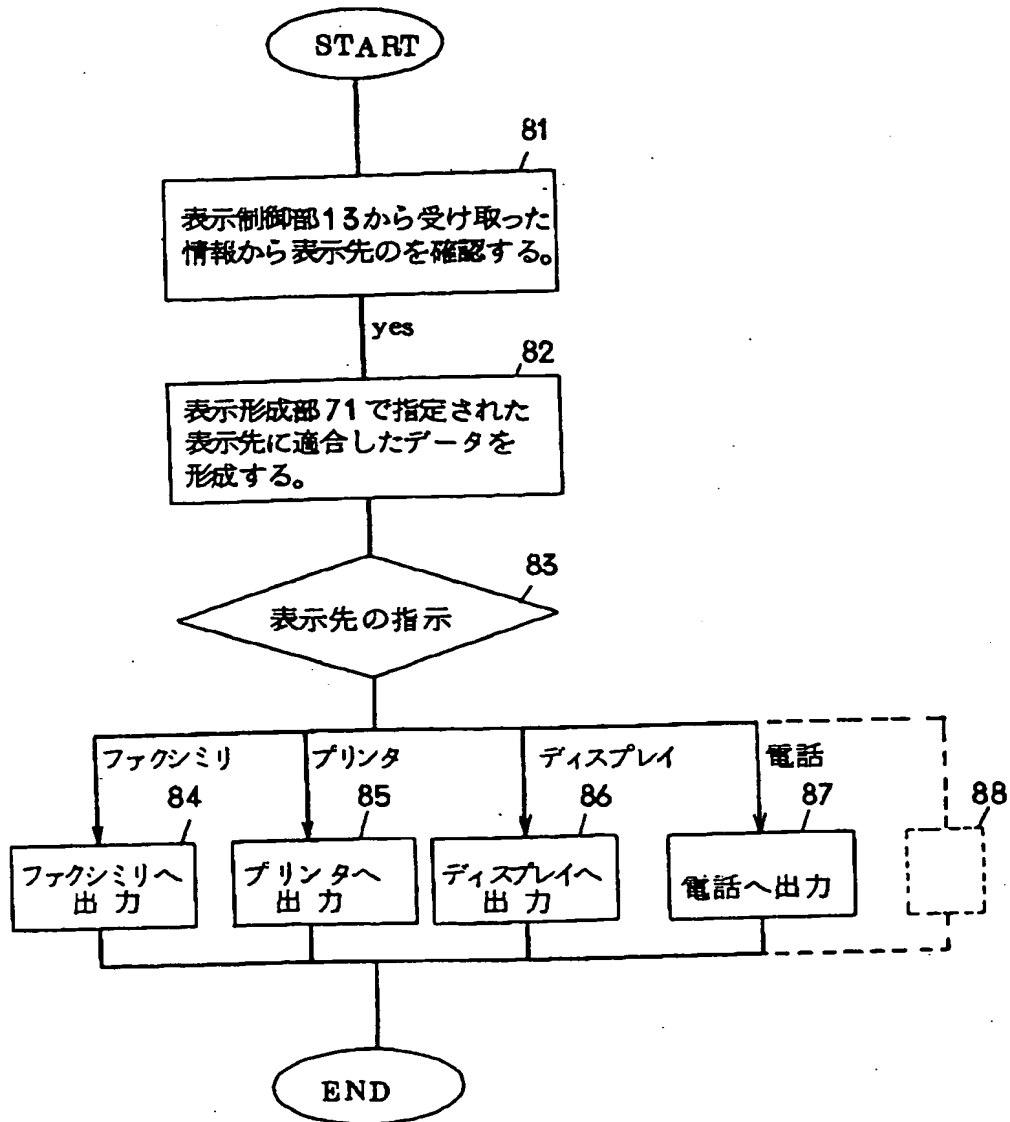 START
81
表示制御部13から受け取った
情報から表示先のを確認する。
yes
82
表示形成部71で指定された
表示先に適合したデータを
形成する。
83
表示先の指示
ファクシミリ
プリンタ
ディスプレイ
電話
84
85
86
87
88
ファクシミリへ
出力
プリンタへ
出力
ディスプレイへ
出力
電話へ出力
END